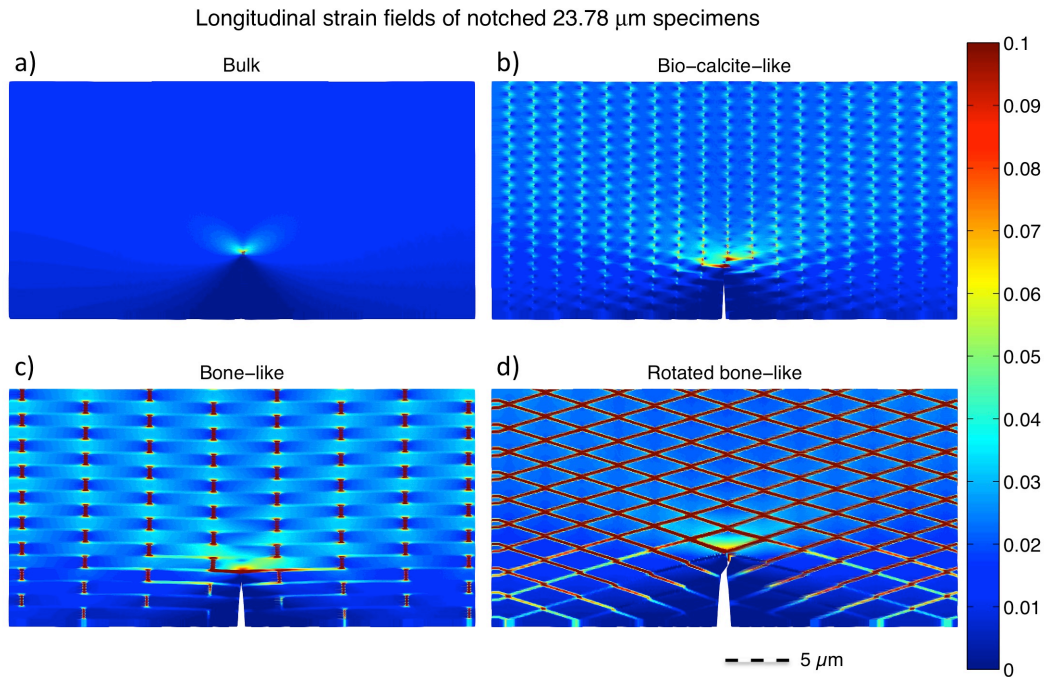 Longitudinal strain fields of notched 23.78 μm specimens
a)
Bulk
b)
Bio-calcite-like
c)
Bone-like
d)
Rotated bone-like
0.1
0.09
0.08
0.07
0.06
0.05
0.04
0.03
0.02
0.01
0
5 μm